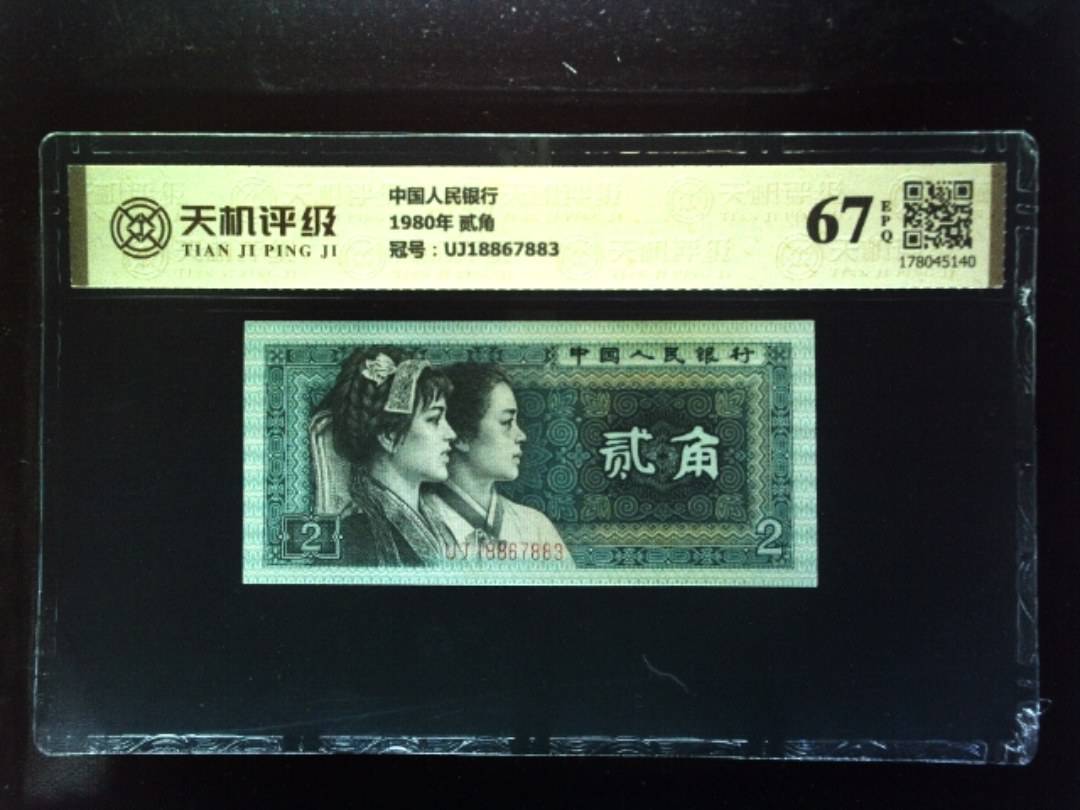 天机评级
TIAN JI PING JI
中国人民银行
1980年 贰角
冠号：UJ18867883
67
EPQ
178045140
中国人民银行
贰角
2
2
UJ18867883